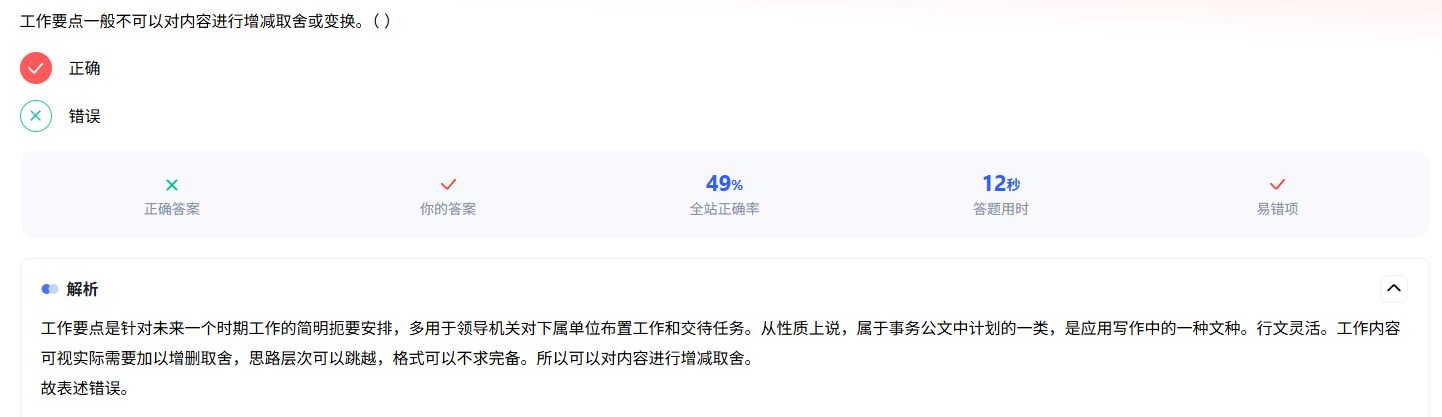 工作要点一般不可以对内容进行增减取舍或变换。( )
正确
错误
49% 12秒
正确答案 你的答案 全站正确率 答题用时 易错项
解析
工作要点是针对未来一个时期工作的简明扼要安排，多用于领导机关对下属单位布置工作和交待任务。从性质上说，属于事务公文中计划的一类，是应用写作中的一种文种。行文灵活。工作内容
可视实际需要加以增删取舍，思路层次可以跳越，格式可以不求完备。所以可以对内容进行增减取舍。
故表述错误。